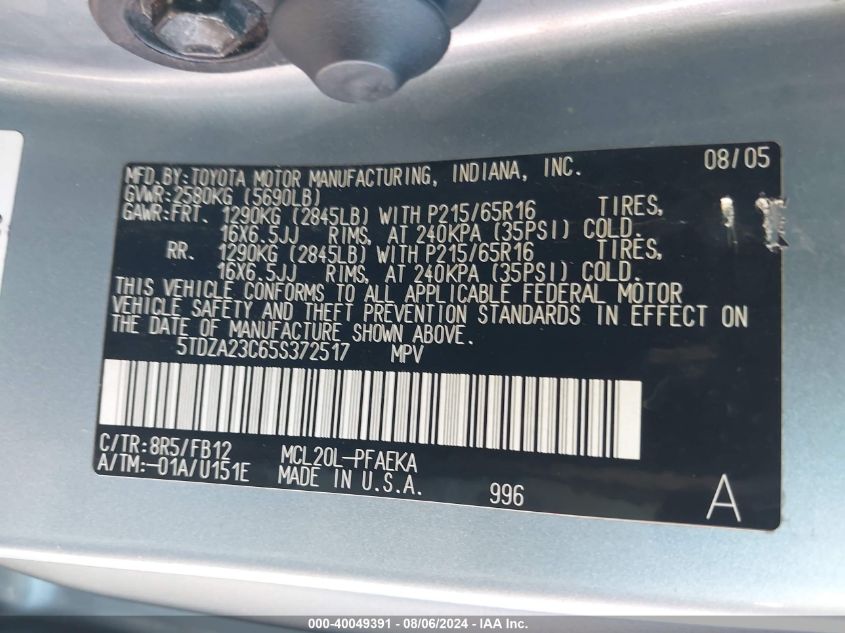 MFD. BY: TOYOTA MOTOR MANUFACTURING, INDIANA, INC. 08/05
GVWR: 2580KG (5690LB)
GAWR: FRT. 1290KG (2845LB) WITH P215/65R16 TIRES,
16X6.5JJ RIMS, AT 240KPA (35PSI) COLD.
RR. 1290KG (2845LB) WITH P215/65R16 TIRES,
16X6.5JJ RIMS, AT 240KPA (35PSI) COLD.
THIS VEHICLE CONFORMS TO ALL APPLICABLE FEDERAL MOTOR
VEHICLE SAFETY AND THEFT PREVENTION STANDARDS IN EFFECT ON
THE DATE OF MANUFACTURE SHOWN ABOVE.
5TDZA23C65S372517 MPV
C/TR: 8R5/FB12 MCL20L-PFAEKA
A/TM: -01A/U151E MADE IN U.S.A. 996 A
000-40049391 - 08/06/2024 - IAA Inc.